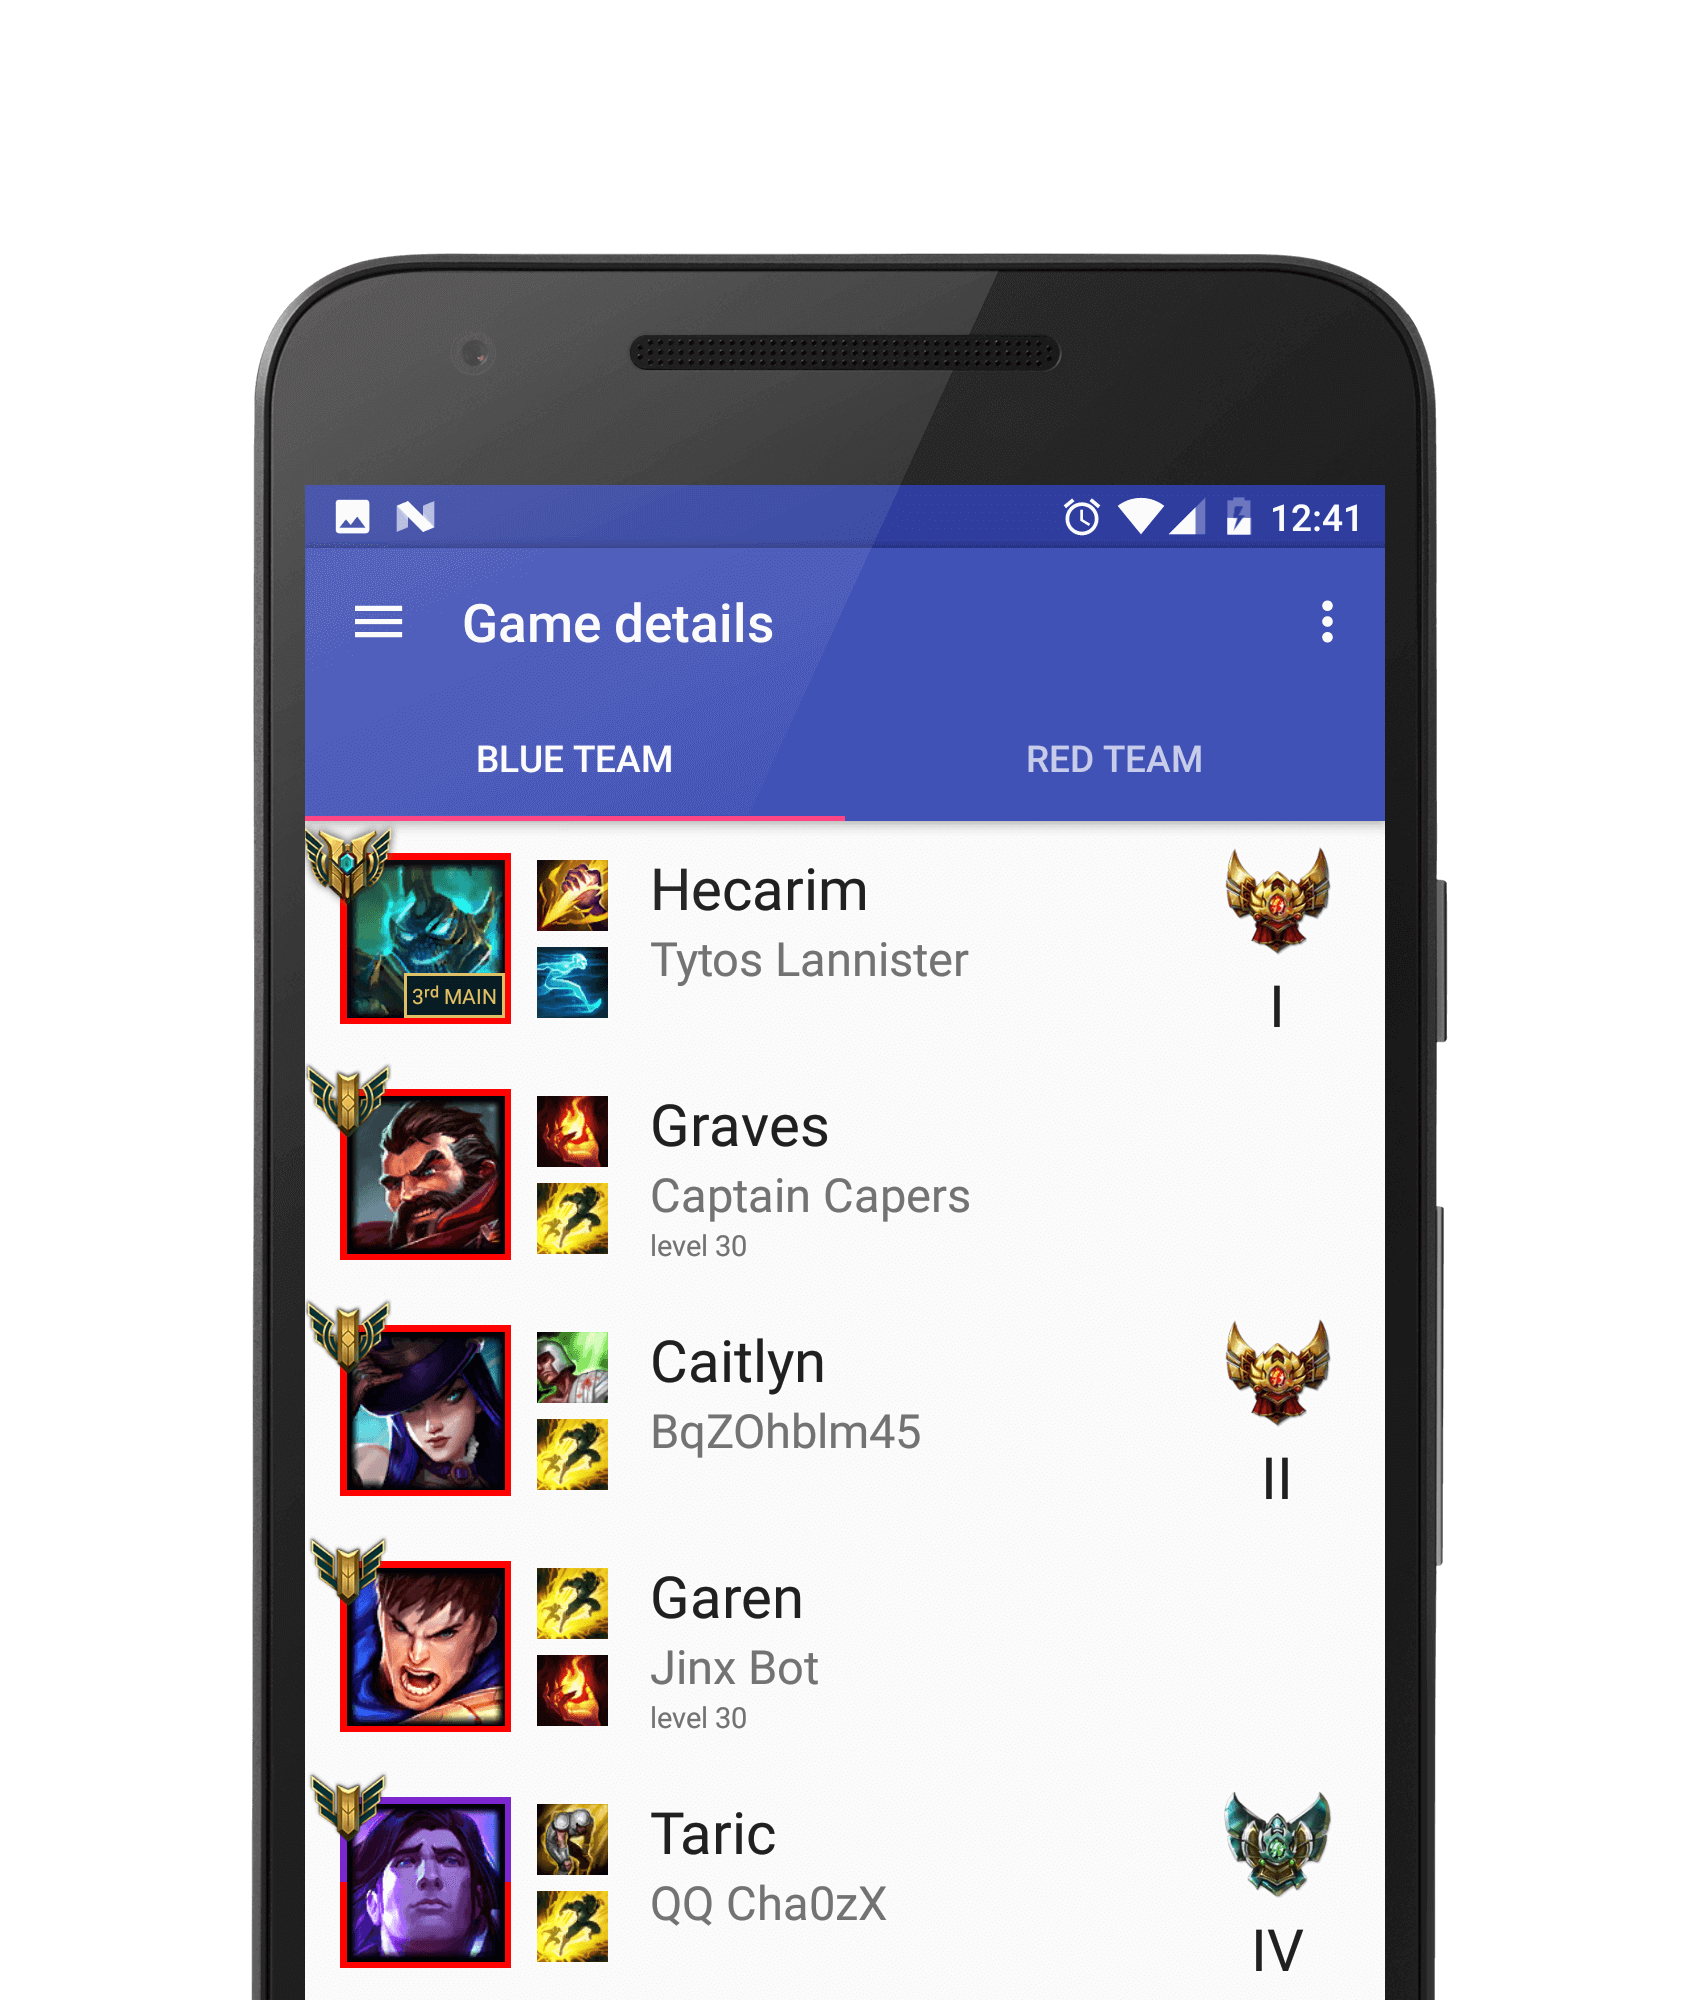 12:41
Game details
BLUE TEAM
RED TEAM
Hecarim
Tytos Lannister
3rd MAIN
I
Graves
Captain Capers
level 30
Caitlyn
BqZOhblm45
II
Garen
Jinx Bot
level 30
Taric
QQ Cha0zX
IV